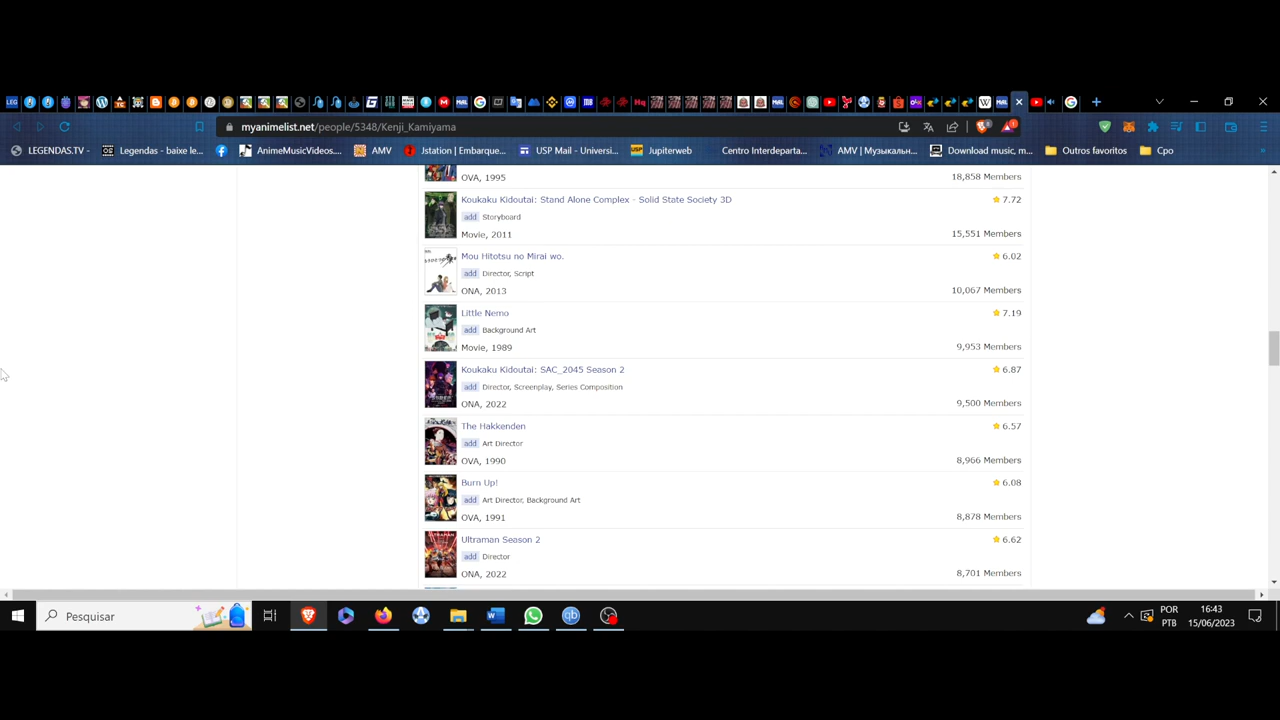 myanimelist.net/people/5348/Kenji_Kamiyama
LEGENDAS.TV -
Legendas - baixe le...
AnimeMusicVideos....
AMV
Jstation | Embarque...
USP Mail - Universi...
Jupiterweb
Centro Interdeparta...
AMV | Музыкальн...
Download music, m...
Outros favoritos
Cpo
OVA, 1995
18,858 Members
Koukaku Kidoutai: Stand Alone Complex - Solid State Society 3D
7.72
add Storyboard
Movie, 2011
15,551 Members
Mou Hitotsu no Mirai wo.
6.02
add Director, Script
ONA, 2013
10,067 Members
Little Nemo
7.19
add Background Art
Movie, 1989
9,953 Members
Koukaku Kidoutai: SAC_2045 Season 2
6.87
add Director, Screenplay, Series Composition
ONA, 2022
9,500 Members
The Hakkenden
6.57
add Art Director
OVA, 1990
8,966 Members
Burn Up!
6.08
add Art Director, Background Art
OVA, 1991
8,878 Members
Ultraman Season 2
6.62
add Director
ONA, 2022
8,701 Members
Pesquisar
POR
PTB
16:43
15/06/2023